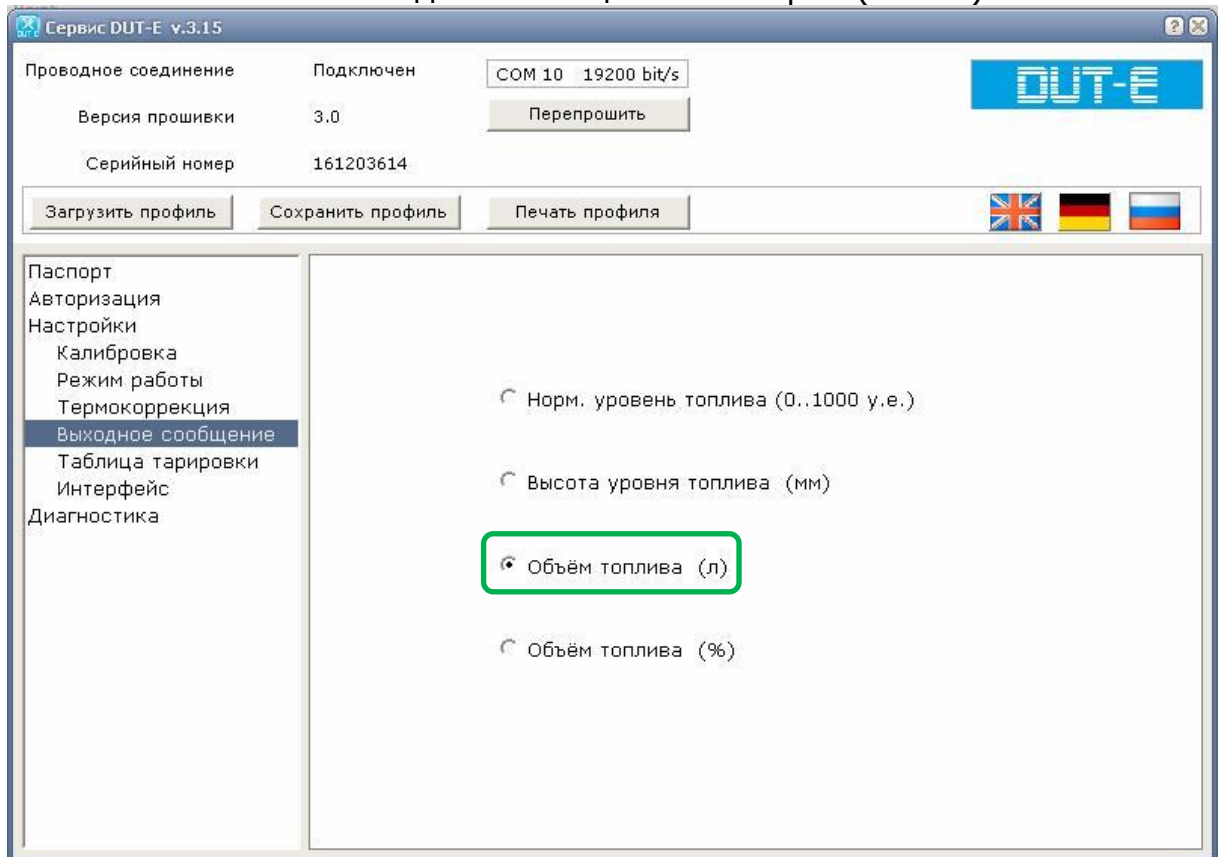 Сервис DUT-E v.3.15
Проводное соединение Подключен COM 10 19200 bit/s
DUT-E
Версия прошивки 3.0 Перепрошить
Серийный номер 161203614
Загрузить профиль Сохранить профиль Печать профиля
Паспорт
Авторизация
Настройки
Калибровка
Режим работы
Термокоррекция
Выходное сообщение
Таблица тарировки
Интерфейс
Диагностика
Норм. уровень топлива (0..1000 у.е.)
Высота уровня топлива (мм)
Объём топлива (л)
Объём топлива (%)